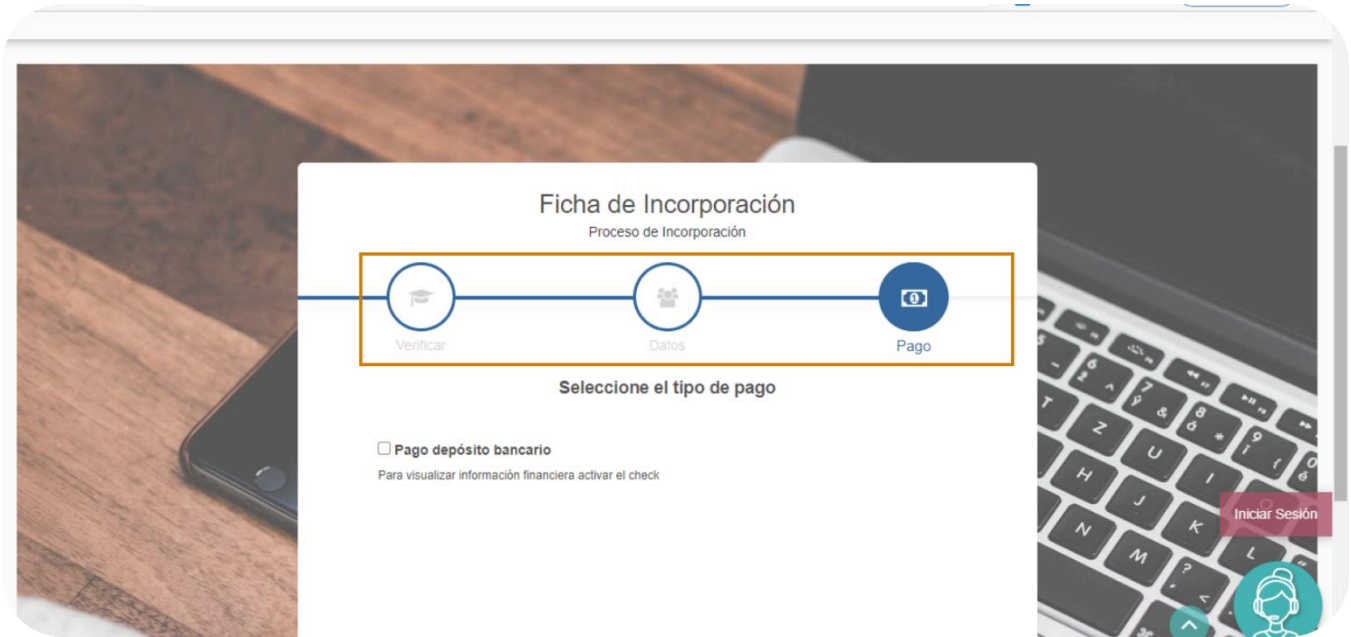 Ficha de Incorporación
Proceso de Incorporación
Verificar
Datos
Pago
Seleccione el tipo de pago
Pago depósito bancario
Para visualizar información financiera activar el check
Iniciar Sesión